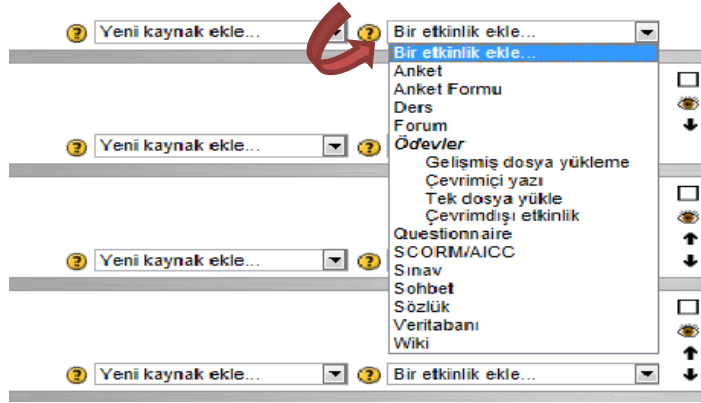 Yeni kaynak ekle... Bir etkinlik ekle...
Bir etkinlik ekle...
Anket
Anket Formu
Ders
Forum
Yeni kaynak ekle... Ödevler
Gelişmiş dosya yükleme
Çevrimiçi yazı
Tek dosya yükle
Çevrimdışı etkinlik
Questionnaire
Yeni kaynak ekle... SCORM/AICC
Sınav
Sohbet
Sözlük
Veritabanı
Wiki
Yeni kaynak ekle... Bir etkinlik ekle...